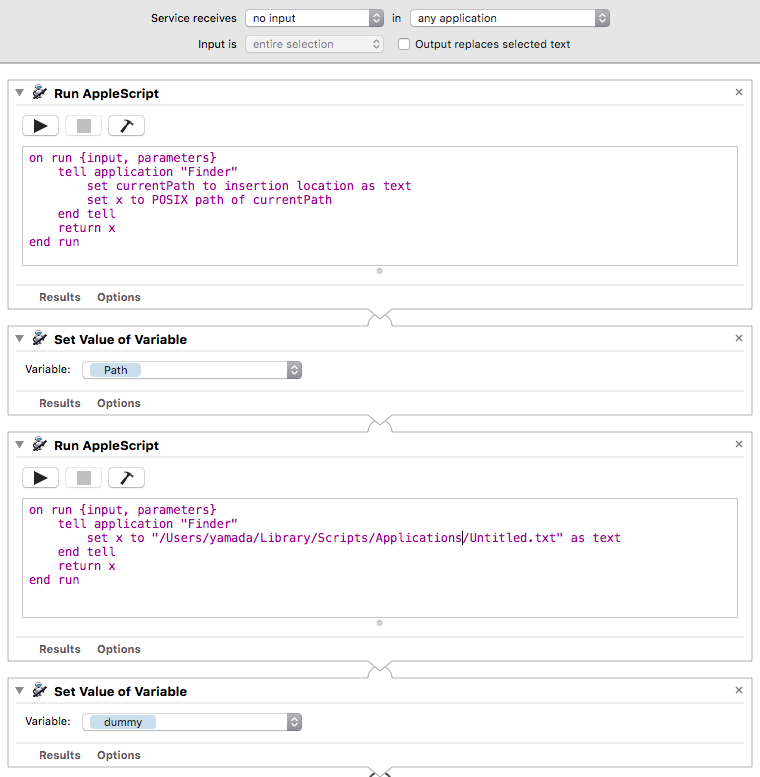 Service receives no input in any application
Input is entire selection Output replaces selected text
Run AppleScript
on run {input, parameters}
tell application "Finder"
set currentPath to insertion location as text
set x to POSIX path of currentPath
end tell
return x
end run
Results Options
Set Value of Variable
Variable: Path
Results Options
Run AppleScript
on run {input, parameters}
tell application "Finder"
set x to "/Users/yamada/Library/Scripts/Applications/Untitled.txt" as text
end tell
return x
end run
Results Options
Set Value of Variable
Variable: dummy
Results Options